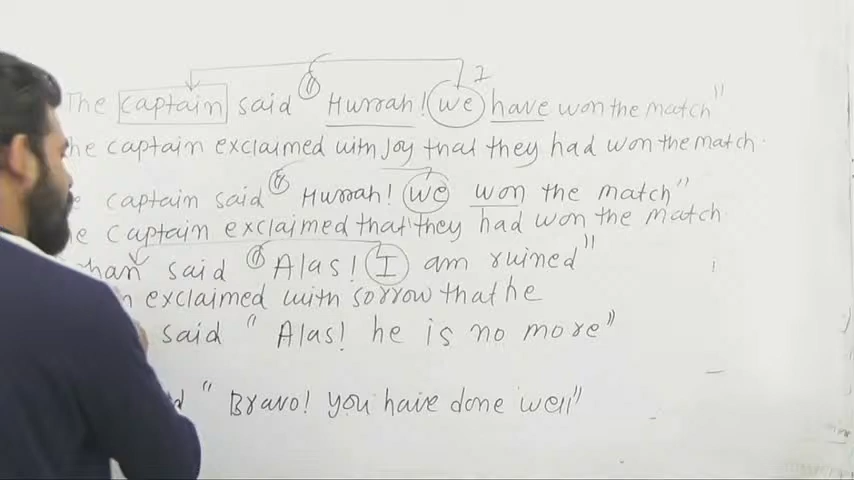 The captain said " Hurrah! we have won the match" I
he captain exclaimed with Joy that they had won the match.
captain said " Hurrah! we won the match"
he captain exclaimed that they had won the match
said " Alas! I am ruined"
exclaimed with sorrow that he
said " Alas! he is no more"
" Bravo! you have done well"